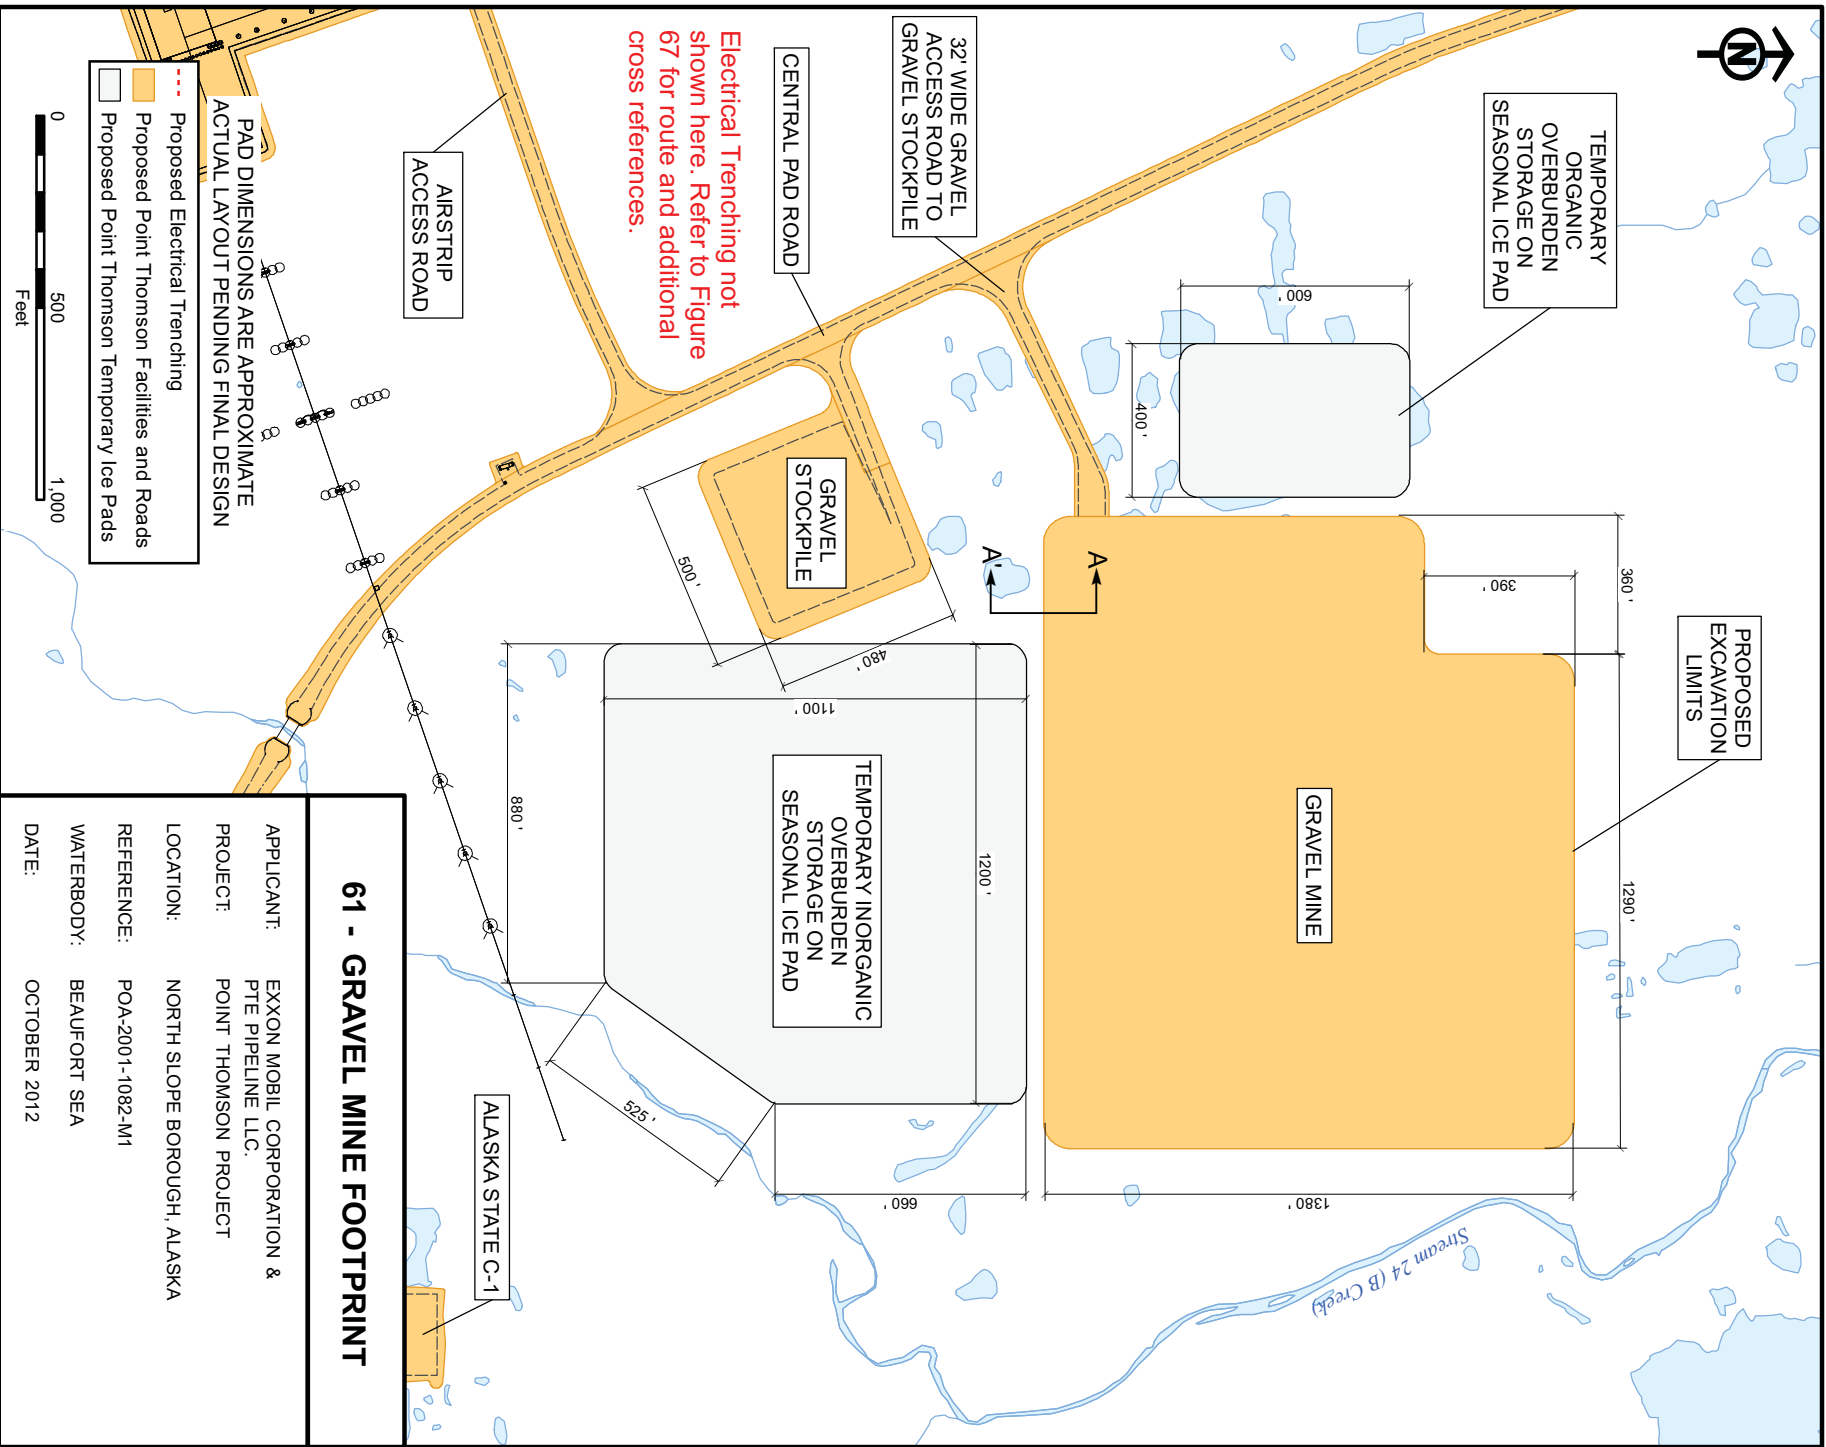 N
TEMPORARY
ORGANIC
OVERBURDEN
STORAGE ON
SEASONAL ICE PAD
32' WIDE GRAVEL
ACCESS ROAD TO
GRAVEL STOCKPILE
CENTRAL PAD ROAD
Electrical Trenching not
shown here. Refer to Figure
67 for route and additional
cross references.
AIRSTRIP
ACCESS ROAD
PROPOSED
EXCAVATION
LIMITS
360 '
1290 '
390 '
600 '
400 '
GRAVEL MINE
1380 '
A
A'
GRAVEL
STOCKPILE
500 '
480 '
1200 '
1100 '
TEMPORARY INORGANIC
OVERBURDEN
STORAGE ON
SEASONAL ICE PAD
880 '
525 '
660 '
Stream 24 (B Creek)
ALASKA STATE C-1
PAD DIMENSIONS ARE APPROXIMATE
ACTUAL LAYOUT PENDING FINAL DESIGN
Proposed Electrical Trenching
Proposed Point Thomson Facilities and Roads
Proposed Point Thomson Temporary Ice Pads
0 500 1,000
Feet
61 - GRAVEL MINE FOOTPRINT
APPLICANT: EXXON MOBIL CORPORATION &
PTE PIPELINE LLC.
PROJECT: POINT THOMSON PROJECT
LOCATION: NORTH SLOPE BOROUGH, ALASKA
REFERENCE: POA-2001-1082-M1
WATERBODY: BEAUFORT SEA
DATE: OCTOBER 2012